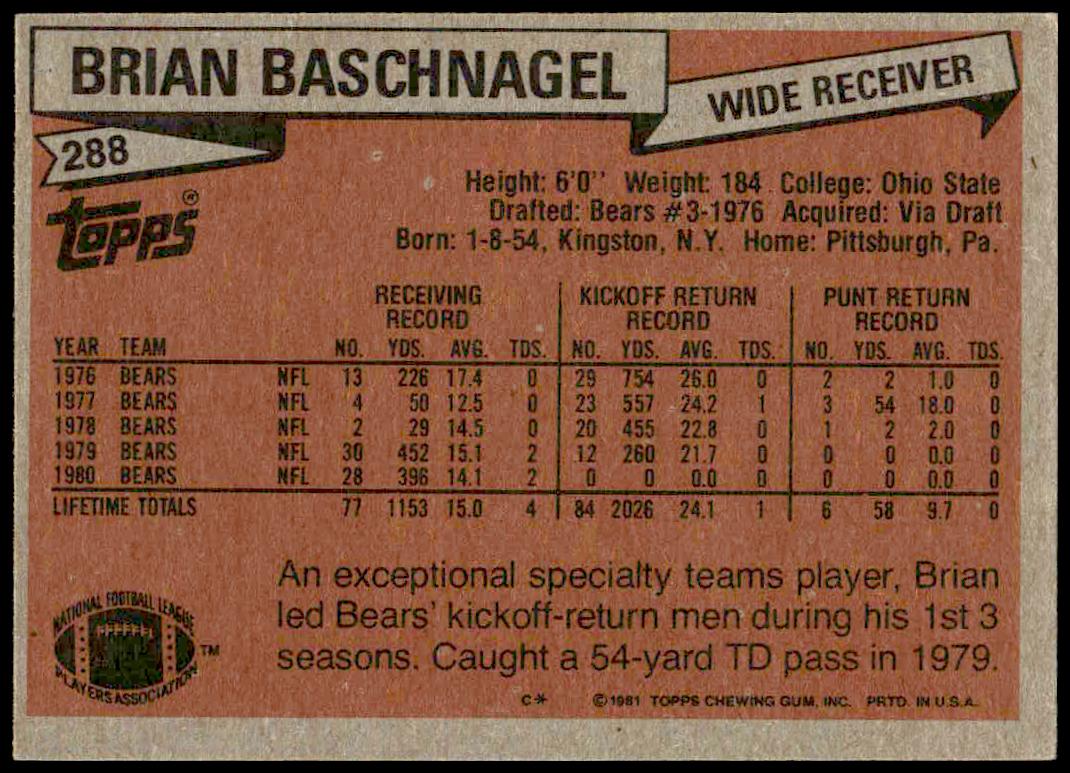 BRIAN BASCHNAGEL
WIDE RECEIVER
288
TOPPS®
Height: 6'0'' Weight: 184 College: Ohio State
Drafted: Bears #3-1976 Acquired: Via Draft
Born: 1-8-54, Kingston, N.Y. Home: Pittsburgh, Pa.
RECEIVING RECORD KICKOFF RETURN RECORD PUNT RETURN RECORD
YEAR TEAM NO. YDS. AVG. TDS. NO. YDS. AVG. TDS. NO. YDS. AVG. TDS.
1976 BEARS NFL 13 226 17.4 0 29 754 26.0 0 2 2 1.0 0
1977 BEARS NFL 4 50 12.5 0 23 557 24.2 1 3 54 18.0 0
1978 BEARS NFL 2 29 14.5 0 20 455 22.8 0 1 2 2.0 0
1979 BEARS NFL 30 452 15.1 2 12 260 21.7 0 0 0 0.0 0
1980 BEARS NFL 28 396 14.1 2 0 0 0.0 0 0 0 0.0 0
LIFETIME TOTALS 77 1153 15.0 4 84 2026 24.1 1 6 58 9.7 0
An exceptional specialty teams player, Brian
led Bears' kickoff-return men during his 1st 3
seasons. Caught a 54-yard TD pass in 1979.
NATIONAL FOOTBALL LEAGUE
PLAYERS ASSOCIATION
TM
C* ©1981 TOPPS CHEWING GUM, INC. PRTD. IN U.S.A.